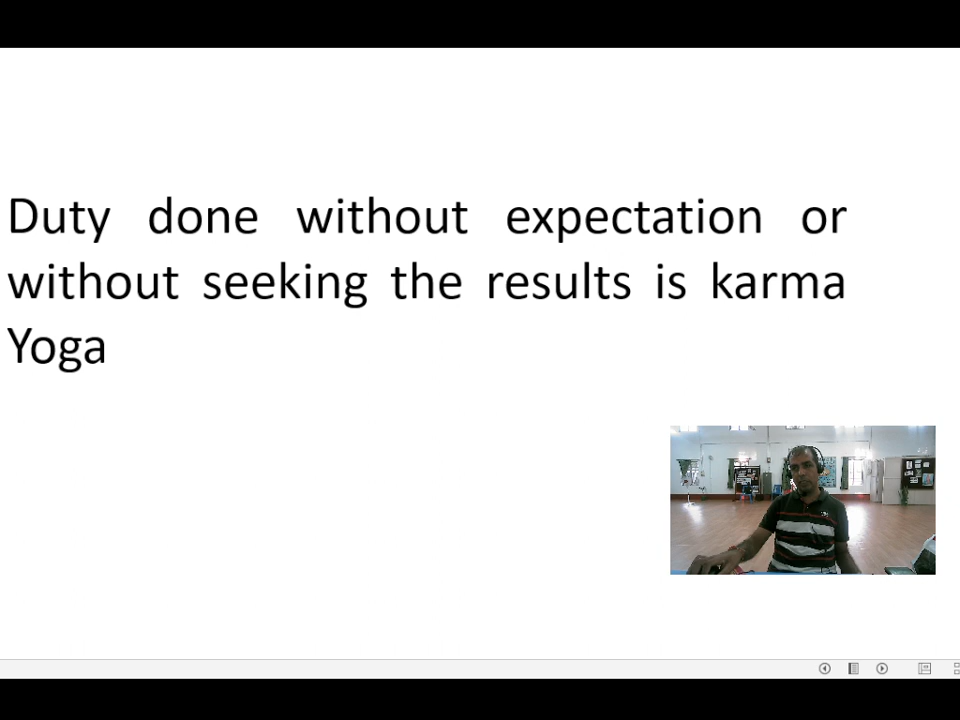 Duty done without expectation or
without seeking the results is karma
Yoga